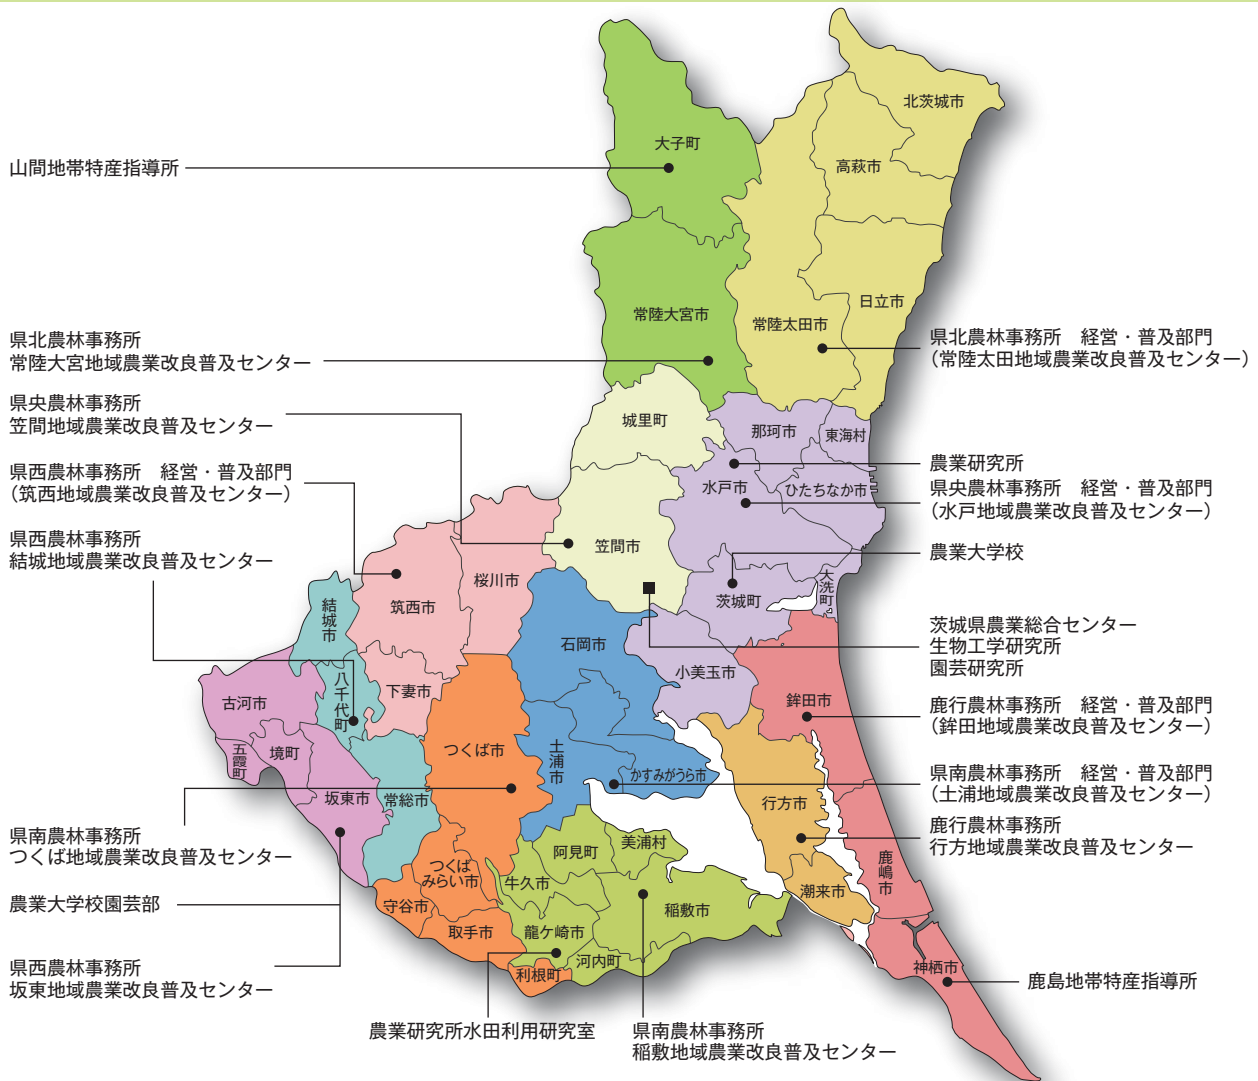 山間地帯特産指導所
県北農林事務所
常陸大宮地域農業改良普及センター
県央農林事務所
笠間地域農業改良普及センター
県西農林事務所　経営・普及部門
（筑西地域農業改良普及センター）
県西農林事務所
結城地域農業改良普及センター
県南農林事務所
つくば地域農業改良普及センター
農業大学校園芸部
県西農林事務所
坂東地域農業改良普及センター
北茨城市
大子町
高萩市
日立市
常陸大宮市
常陸太田市
城里町
那珂市
東海村
水戸市
ひたちなか市
笠間市
桜川市
筑西市
茨城町
大洗町
結城市
石岡市
小美玉市
下妻市
八千代町
古河市
鉾田市
つくば市
土浦市
かすみがうら市
五霞町
境町
坂東市
常総市
行方市
美浦村
阿見町
つくば
みらい市
牛久市
鹿嶋市
潮来市
稲敷市
守谷市
取手市
龍ケ崎市
河内町
利根町
神栖市
県北農林事務所　経営・普及部門
（常陸太田地域農業改良普及センター）
農業研究所
県央農林事務所　経営・普及部門
（水戸地域農業改良普及センター）
農業大学校
茨城県農業総合センター
生物工学研究所
園芸研究所
鹿行農林事務所　経営・普及部門
（鉾田地域農業改良普及センター）
県南農林事務所　経営・普及部門
（土浦地域農業改良普及センター）
鹿行農林事務所
行方地域農業改良普及センター
鹿島地帯特産指導所
農業研究所水田利用研究室
県南農林事務所
稲敷地域農業改良普及センター